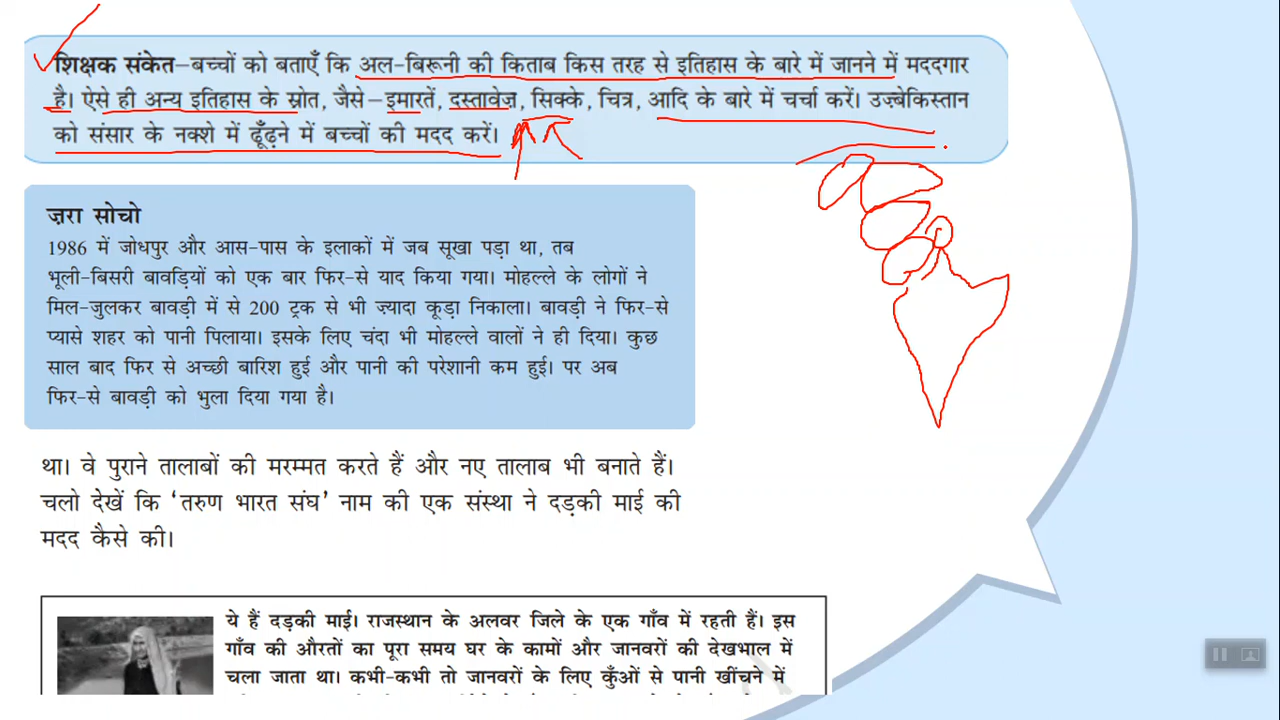 शिक्षक संकेत–बच्चों को बताएँ कि अल-बिरूनी की किताब किस तरह से इतिहास के बारे में जानने में मददगार
है। ऐसे ही अन्य इतिहास के स्रोत, जैसे–इमारतें, दस्तावेज़, सिक्के, चित्र, आदि के बारे में चर्चा करें। उज़्बेकिस्तान
को संसार के नक्शे में ढूँढ़ने में बच्चों की मदद करें।
ज़रा सोचो
1986 में जोधपुर और आस-पास के इलाकों में जब सूखा पड़ा था, तब
भूली-बिसरी बावड़ियों को एक बार फिर-से याद किया गया। मोहल्ले के लोगों ने
मिल-जुलकर बावड़ी में से 200 ट्रक से भी ज़्यादा कूड़ा निकाला। बावड़ी ने फिर-से
प्यासे शहर को पानी पिलाया। इसके लिए चंदा भी मोहल्ले वालों ने ही दिया। कुछ
साल बाद फिर से अच्छी बारिश हुई और पानी की परेशानी कम हुई। पर अब
फिर-से बावड़ी को भुला दिया गया है।
था। वे पुराने तालाबों की मरम्मत करते हैं और नए तालाब भी बनाते हैं।
चलो देखें कि ‘तरुण भारत संघ’ नाम की एक संस्था ने दड़की माई की
मदद कैसे की।
ये हैं दड़की माई। राजस्थान के अलवर जिले के एक गाँव में रहती हैं। इस
गाँव की औरतों का पूरा समय घर के कामों और जानवरों की देखभाल में
चला जाता था। कभी-कभी तो जानवरों के लिए कुँओं से पानी खींचने में